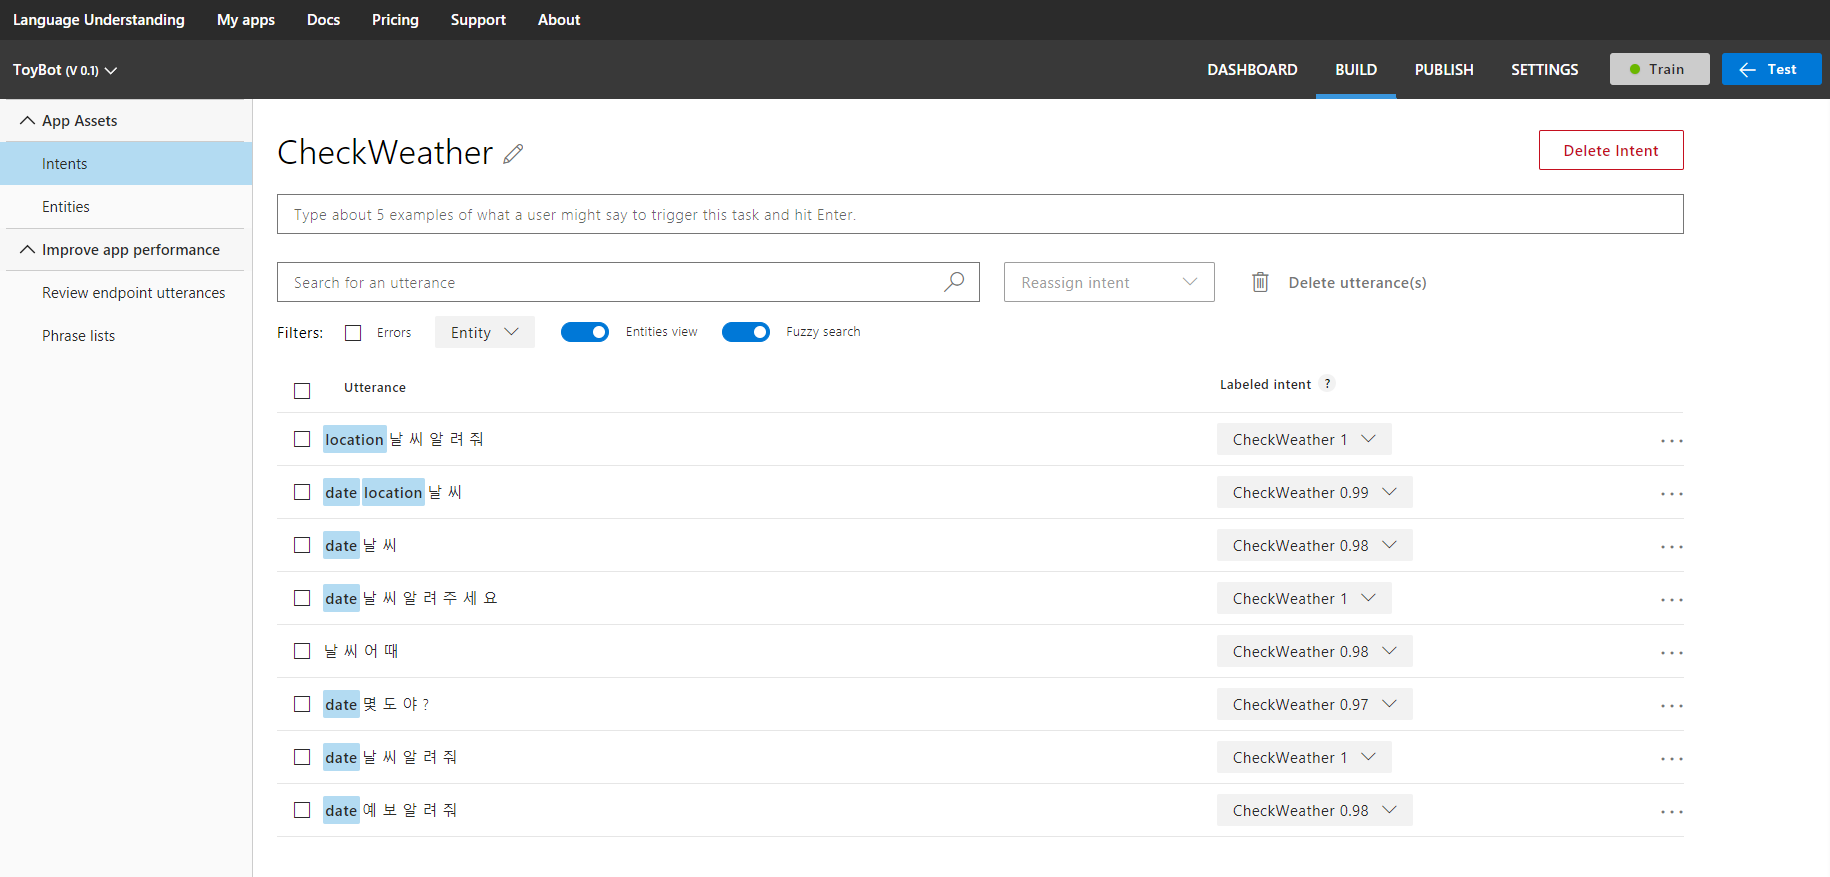 Language Understanding My apps Docs Pricing Support About
ToyBot (V 0.1) DASHBOARD BUILD PUBLISH SETTINGS Train Test
App Assets
Intents
Entities
Improve app performance
Review endpoint utterances
Phrase lists
CheckWeather Delete Intent
Type about 5 examples of what a user might say to trigger this task and hit Enter.
Search for an utterance Reassign intent Delete utterance(s)
Filters: Errors Entity Entities view Fuzzy search
Utterance Labeled intent ?
location 날 씨 알 려 줘 CheckWeather 1 ...
date location 날 씨 CheckWeather 0.99 ...
date 날 씨 CheckWeather 0.98 ...
date 날 씨 알 려 주 세 요 CheckWeather 1 ...
날 씨 어 때 CheckWeather 0.98 ...
date 몇 도 야 ? CheckWeather 0.97 ...
date 날 씨 알 려 줘 CheckWeather 1 ...
date 예 보 알 려 줘 CheckWeather 0.98 ...